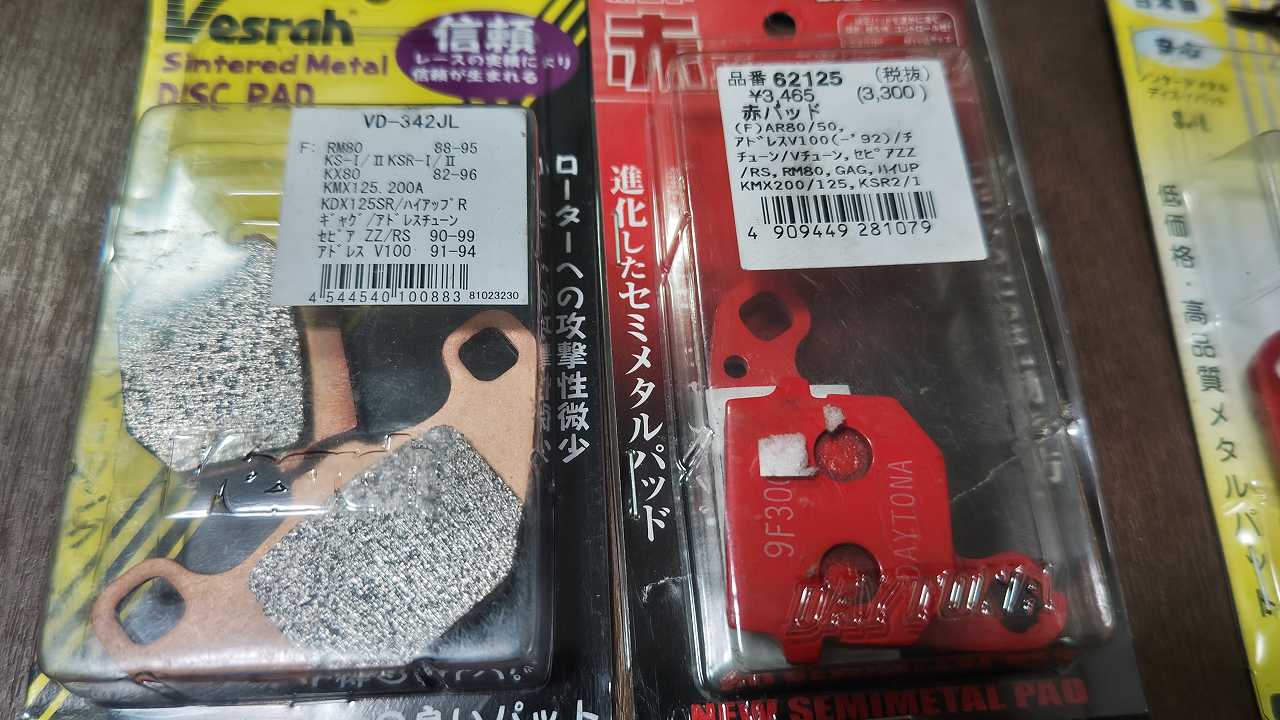 Vesrah
Sintered Metal
DISC PAD
信頼
レースの実績により
信頼が生まれる
VD-342JL
F: RM80 88-95
KS-I/ⅡKSR-I/Ⅱ
KX80 82-96
KMX125.200A
KDX125SR/ハイアップR
ギャグ/アドレスチューン
セピア ZZ/RS 90-99
アドレス V100 91-94
4 544540 100883 81023230
ローターへの攻撃性微少
赤
品番 62125 (税抜)
¥3,465 (3,300)
赤パッド
(F)AR80/50,
アドレスV100(-'92)/チ
チューン/Vチューン,セピアZZ
/RS,RM80,GAG,ハイUP
KMX200/125,KSR2/1
4 909449 281079
進化したセミメタルパッド
DAYTONA
DAYTONA
NEW SEMIMETAL PAD
日本製
低価格・高品質メタルパッド